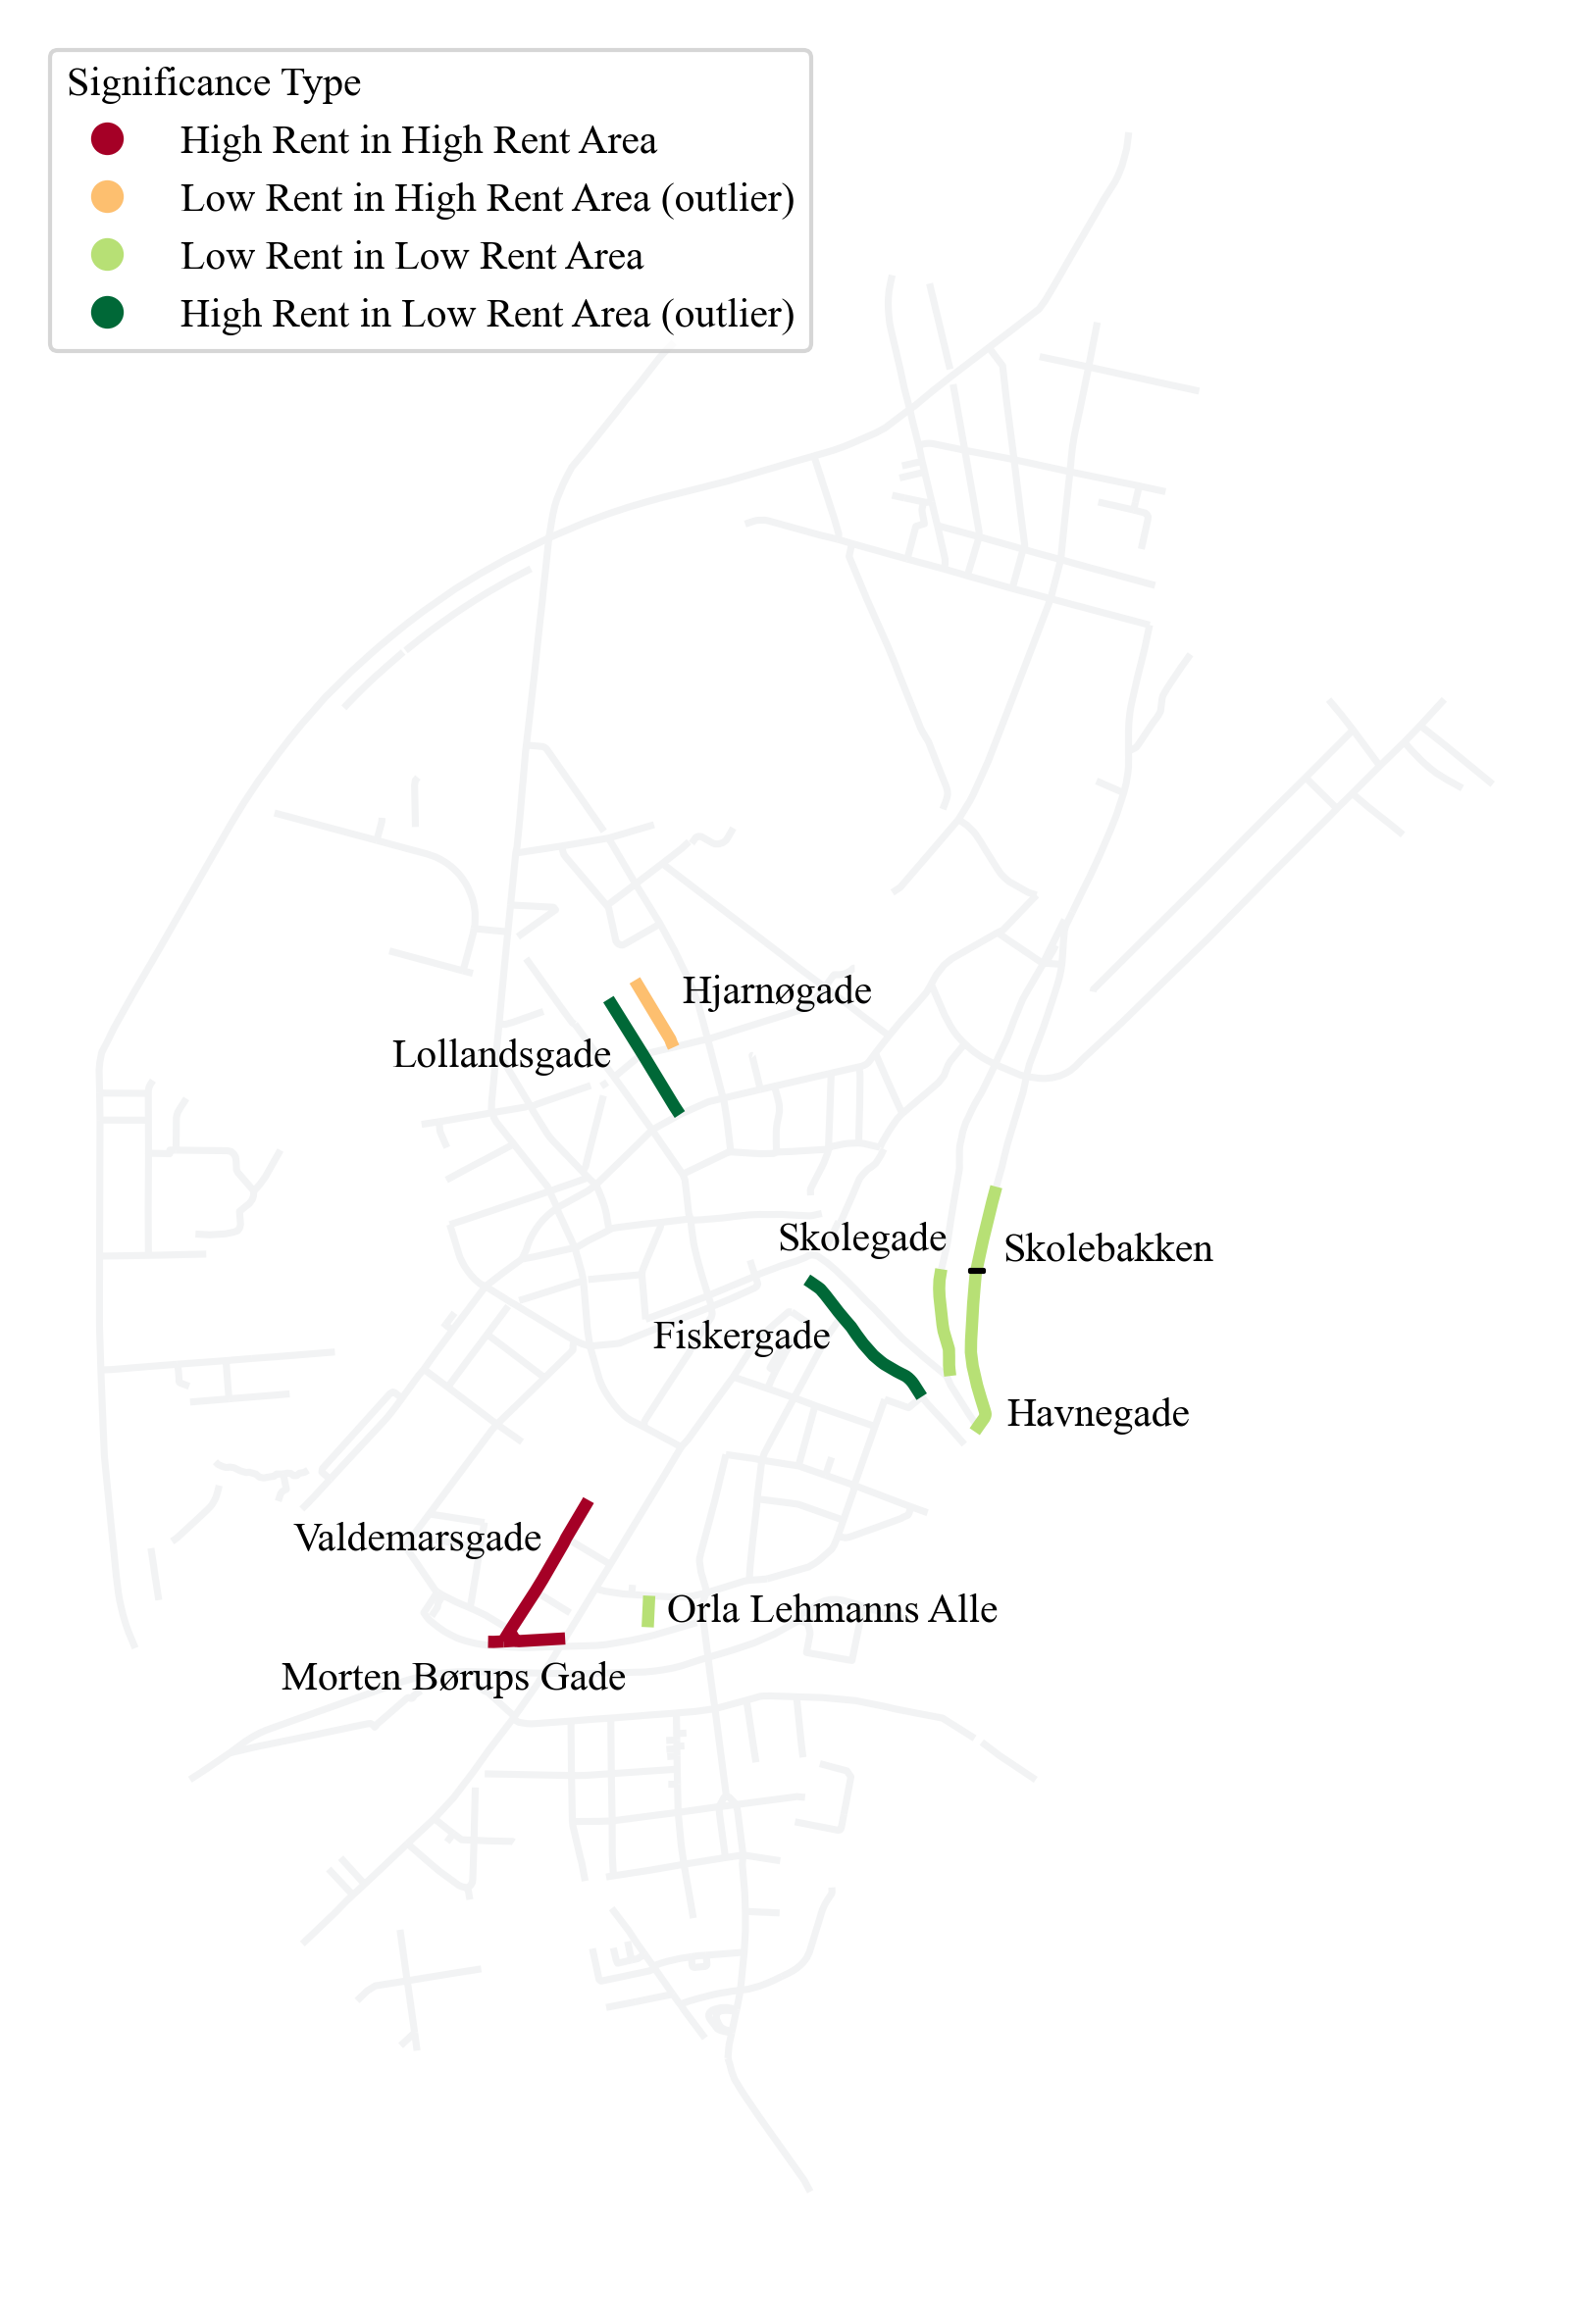 Significance Type
High Rent in High Rent Area
Low Rent in High Rent Area (outlier)
Low Rent in Low Rent Area
High Rent in Low Rent Area (outlier)
Hjarnøgade
Lollandsgade
Skolegade
Skolebakken
Fiskergade
Havnegade
Valdemarsgade
Orla Lehmanns Alle
Morten Børups Gade